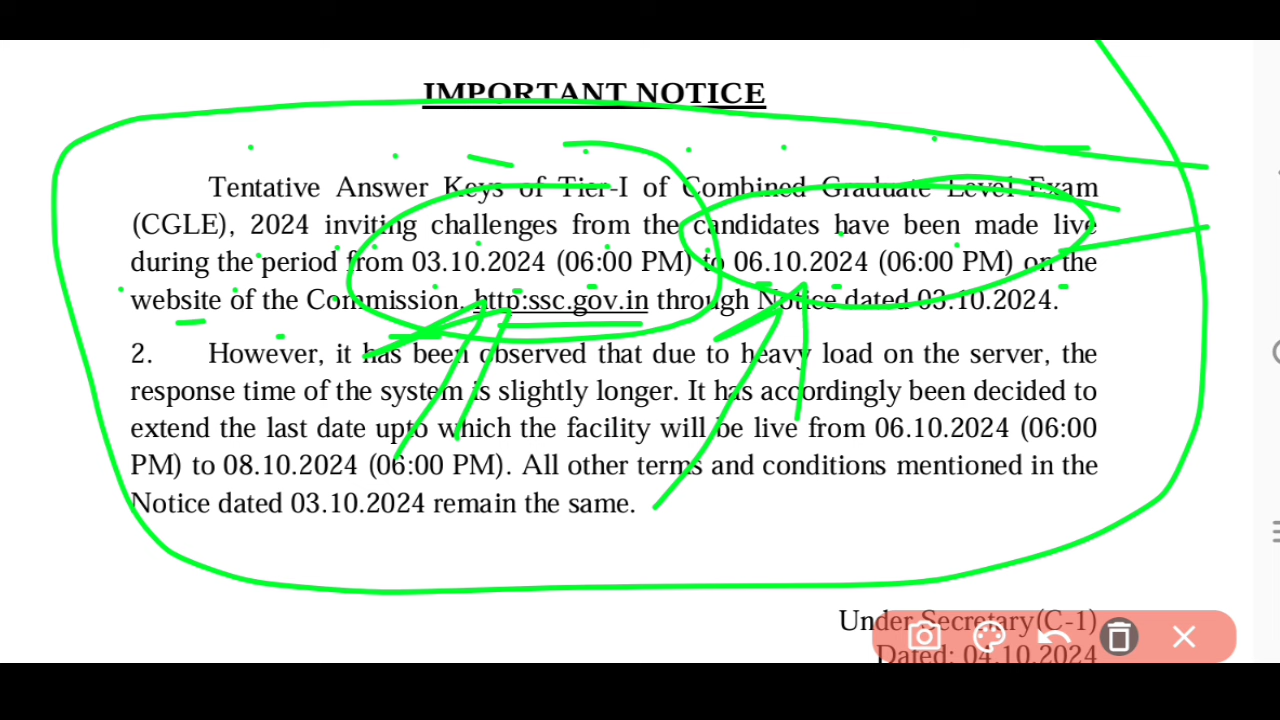 IMPORTANT NOTICE
Tentative Answer Keys of Tier-I of Combined Graduate Level Exam
(CGLE), 2024 inviting challenges from the candidates have been made live
during the period from 03.10.2024 (06:00 PM) to 06.10.2024 (06:00 PM) on the
website of the Commission, http:ssc.gov.in through Notice dated 03.10.2024.
2. However, it has been observed that due to heavy load on the server, the
response time of the system is slightly longer. It has accordingly been decided to
extend the last date upto which the facility will be live from 06.10.2024 (06:00
PM) to 08.10.2024 (06:00 PM). All other terms and conditions mentioned in the
Notice dated 03.10.2024 remain the same.
Under Secretary(C-1)
Dated: 04.10.2024